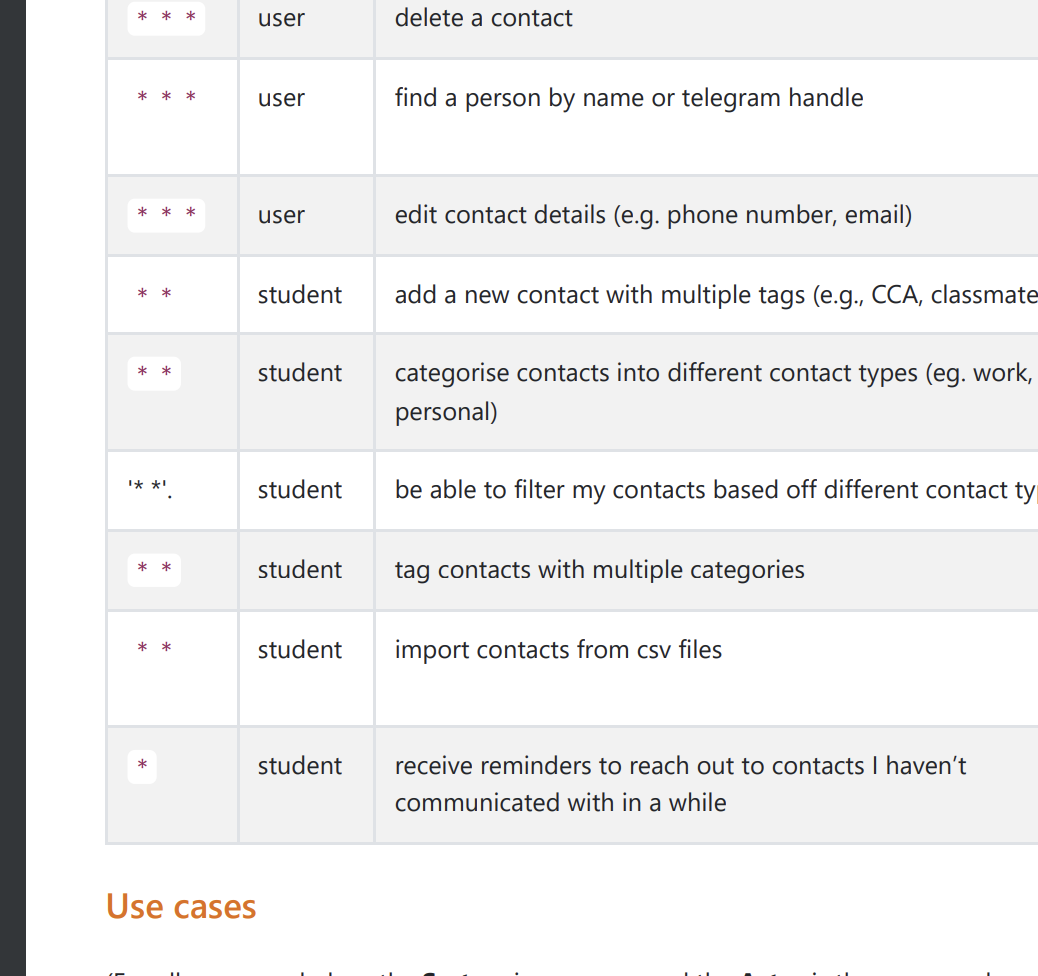 * * * user delete a contact
* * * user find a person by name or telegram handle
* * * user edit contact details (e.g. phone number, email)
* * student add a new contact with multiple tags (e.g., CCA, classmate
* * student categorise contacts into different contact types (eg. work,
personal)
'* *'. student be able to filter my contacts based off different contact
* * student tag contacts with multiple categories
* * student import contacts from csv files
* student receive reminders to reach out to contacts I haven’t
communicated with in a while
Use cases